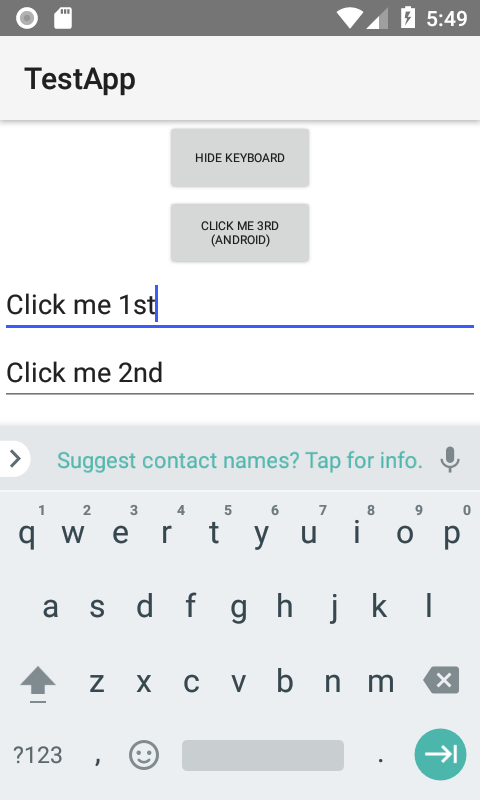 5:49
TestApp
HIDE KEYBOARD
CLICK ME 3RD
(ANDROID)
Click me 1st
Click me 2nd
Suggest contact names? Tap for info.
1 2 3 4 5 6 7 8 9 0
q w e r t y u i o p
a s d f g h j k l
z x c v b n m
?123 , .